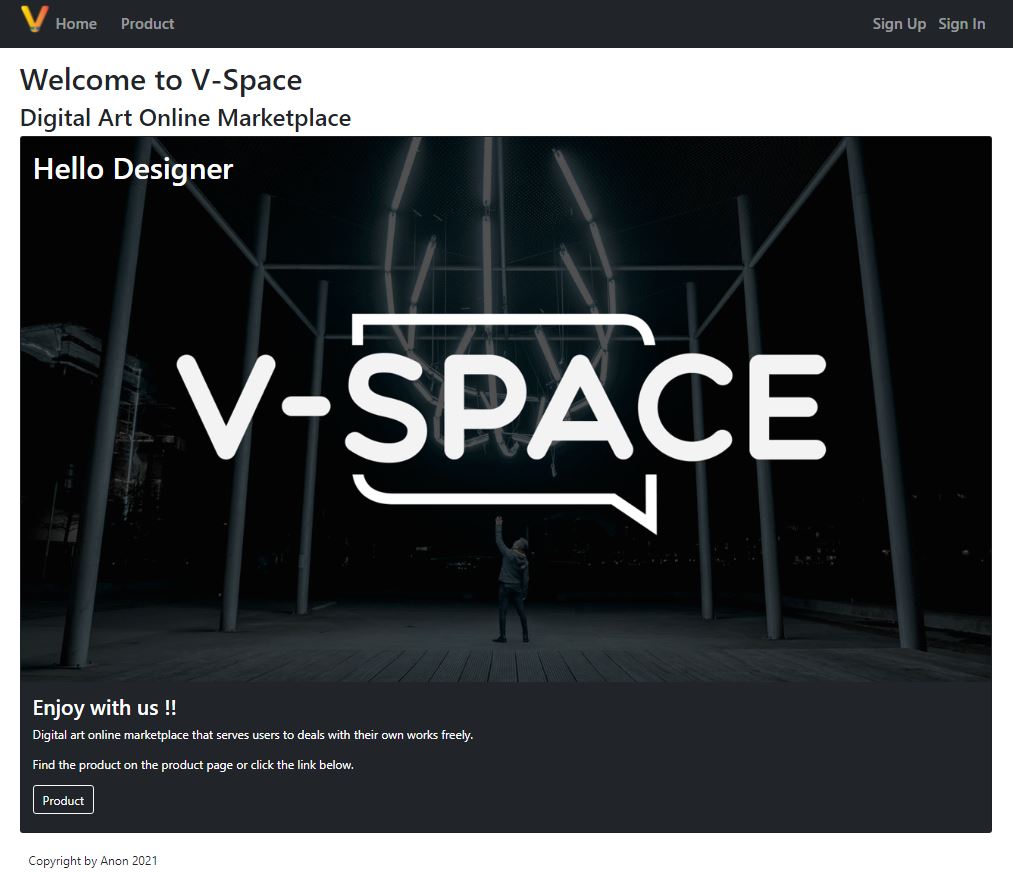 V Home Product Sign Up Sign In
Welcome to V-Space
Digital Art Online Marketplace
Hello Designer
V-SPACE
Enjoy with us !!
Digital art online marketplace that serves users to deals with their own works freely.
Find the product on the product page or click the link below.
Product
Copyright by Anon 2021